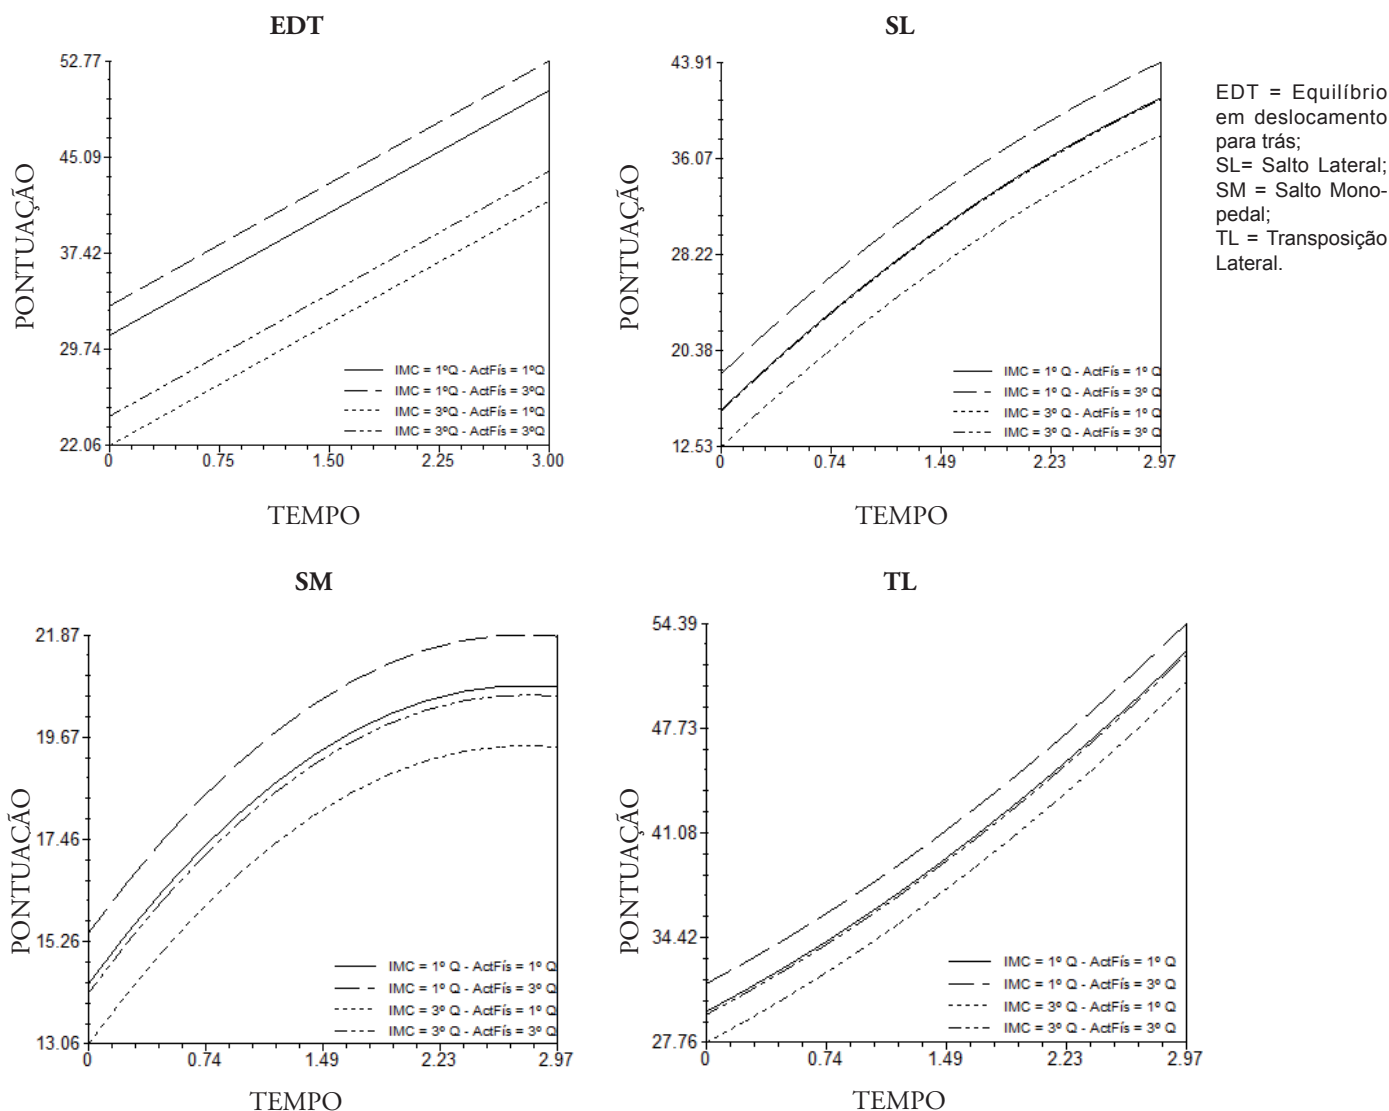 EDT
52.77
45.09
37.42
29.74
22.06
PONTUAÇÃO
IMC = 1ºQ - ActFís = 1ºQ
IMC = 1ºQ - ActFís = 3ºQ
IMC = 3ºQ - ActFís = 1ºQ
IMC = 3ºQ - ActFís = 3ºQ
0 0.75 1.50 2.25 3.00
TEMPO
SL
43.91
36.07
28.22
20.38
12.53
PONTUAÇÃO
IMC = 1º Q - ActFís = 1º Q
IMC = 1º Q - ActFís = 3º Q
IMC = 3º Q - ActFís = 1º Q
IMC = 3º Q - ActFís = 3º Q
0 0.74 1.49 2.23 2.97
TEMPO
EDT = Equilíbrio
em deslocamento
para trás;
SL= Salto Lateral;
SM = Salto Mono-
pedal;
TL = Transposição
Lateral.
SM
21.87
19.67
17.46
15.26
13.06
PONTUAÇÃO
IMC = 1º Q - ActFís = 1º Q
IMC = 1º Q - ActFís = 3º Q
IMC = 3º Q - ActFís = 1º Q
IMC = 3º Q - ActFís = 3º Q
0 0.74 1.49 2.23 2.97
TEMPO
TL
54.39
47.73
41.08
34.42
27.76
PONTUAÇÃO
IMC = 1º Q - ActFís = 1º Q
IMC = 1º Q - ActFís = 3º Q
IMC = 3º Q - ActFís = 1º Q
IMC = 3º Q - ActFís = 3º Q
0 0.74 1.49 2.23 2.97
TEMPO